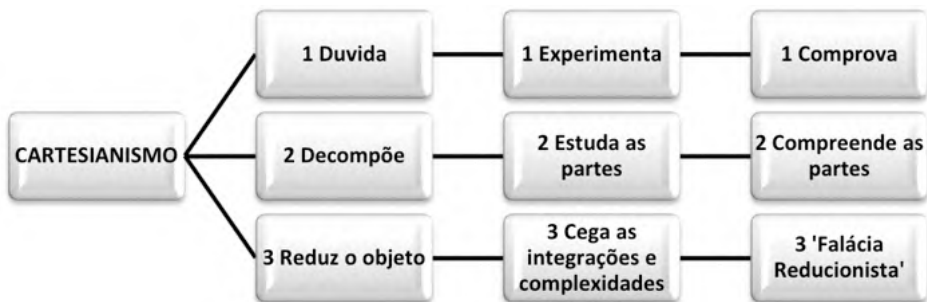 CARTESIANISMO
1 Duvida
1 Experimenta
1 Comprova
2 Decompõe
2 Estuda as
partes
2 Compreende as
partes
3 Reduz o objeto
3 Cega as
integrações e
complexidades
3 'Falácia
Reducionista'